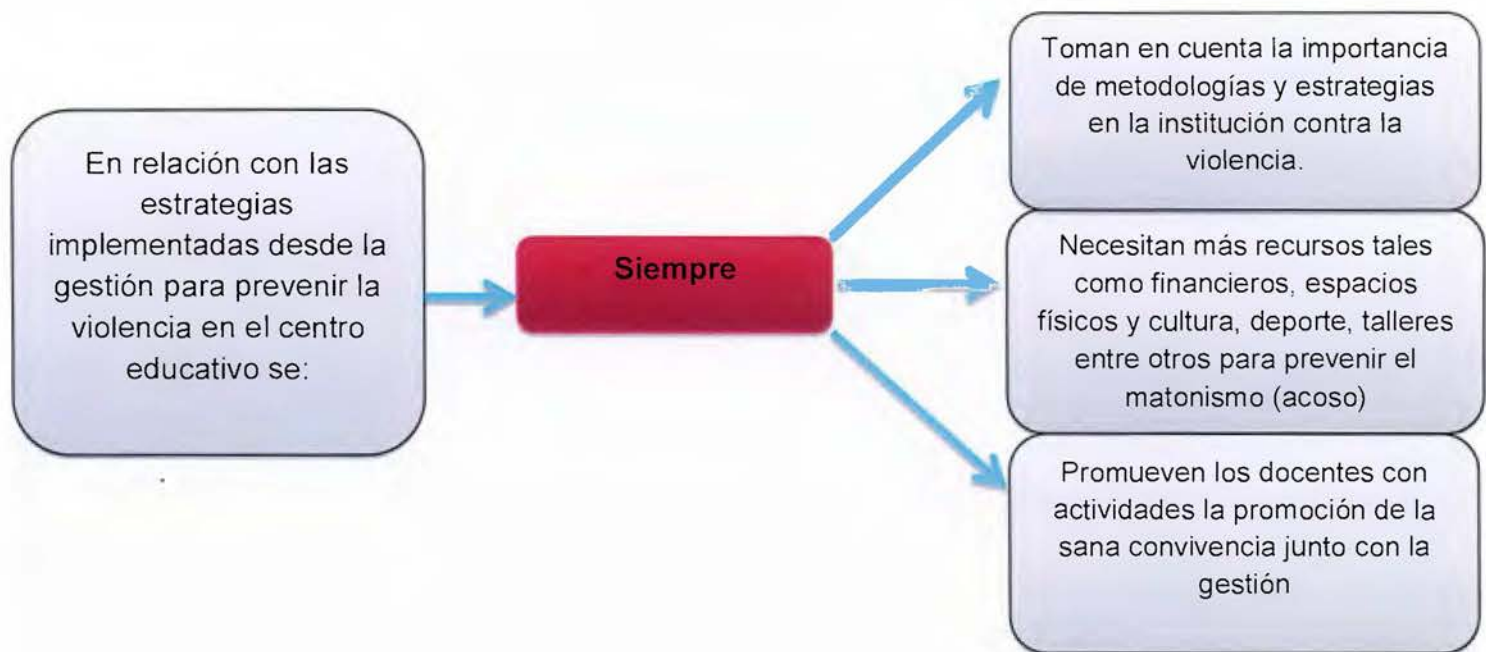 En relación con las
estrategias
implementadas desde la
gestión para prevenir la
violencia en el centro
educativo se:
Siempre
Toman en cuenta la importancia
de metodologías y estrategias
en la institución contra la
violencia.
Necesitan más recursos tales
como financieros, espacios
físicos y cultura, deporte, talleres
entre otros para prevenir el
matonismo (acoso)
Promueven los docentes con
actividades la promoción de la
sana convivencia junto con la
gestión